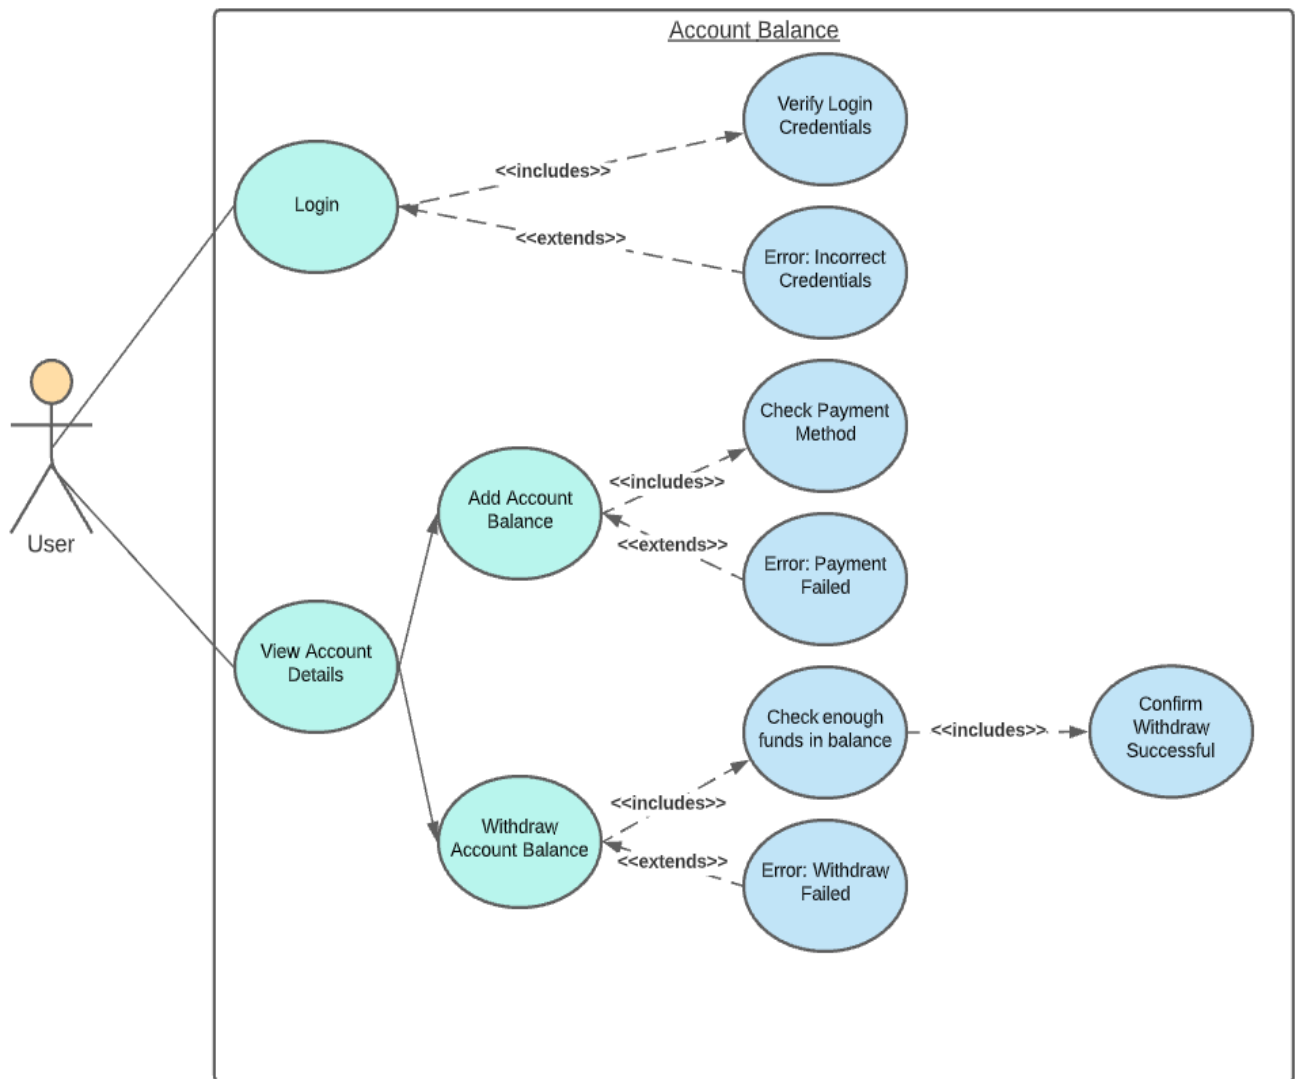 Account Balance
Verify Login
Credentials
<<includes>>
Login
<<extends>>
Error: Incorrect
Credentials
Check Payment
Method
<<includes>>
Add Account
Balance
<<extends>>
Error: Payment
Failed
User
View Account
Details
Check enough
funds in balance
<<includes>>
Confirm
Withdraw
Successful
<<includes>>
Withdraw
Account Balance
<<extends>>
Error: Withdraw
Failed